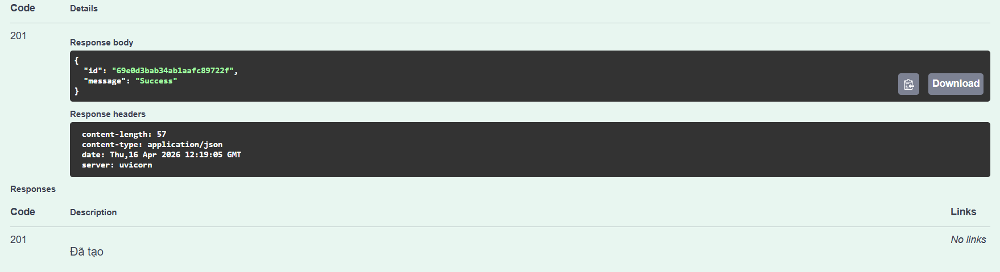 Code Details
201
Response body
{
  "id": "69e0d3bab34ab1aafc89722f",
  "message": "Success"
}
Download
Response headers
content-length: 57
content-type: application/json
date: Thu,16 Apr 2026 12:19:05 GMT
server: uvicorn
Responses
Code Description Links
201 No links
Đã tạo